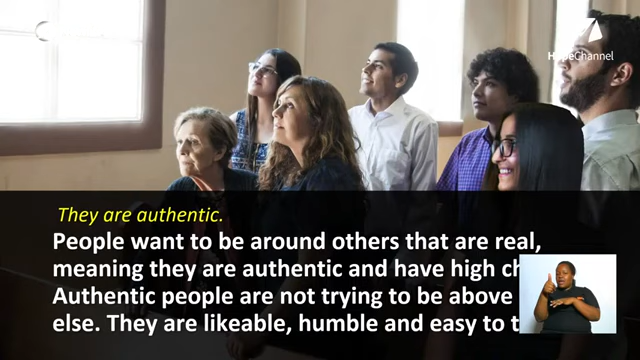 HopeChannel
They are authentic.
People want to be around others that are real,
meaning they are authentic and have high
Authentic people are not trying to be above
else. They are likeable, humble and easy to